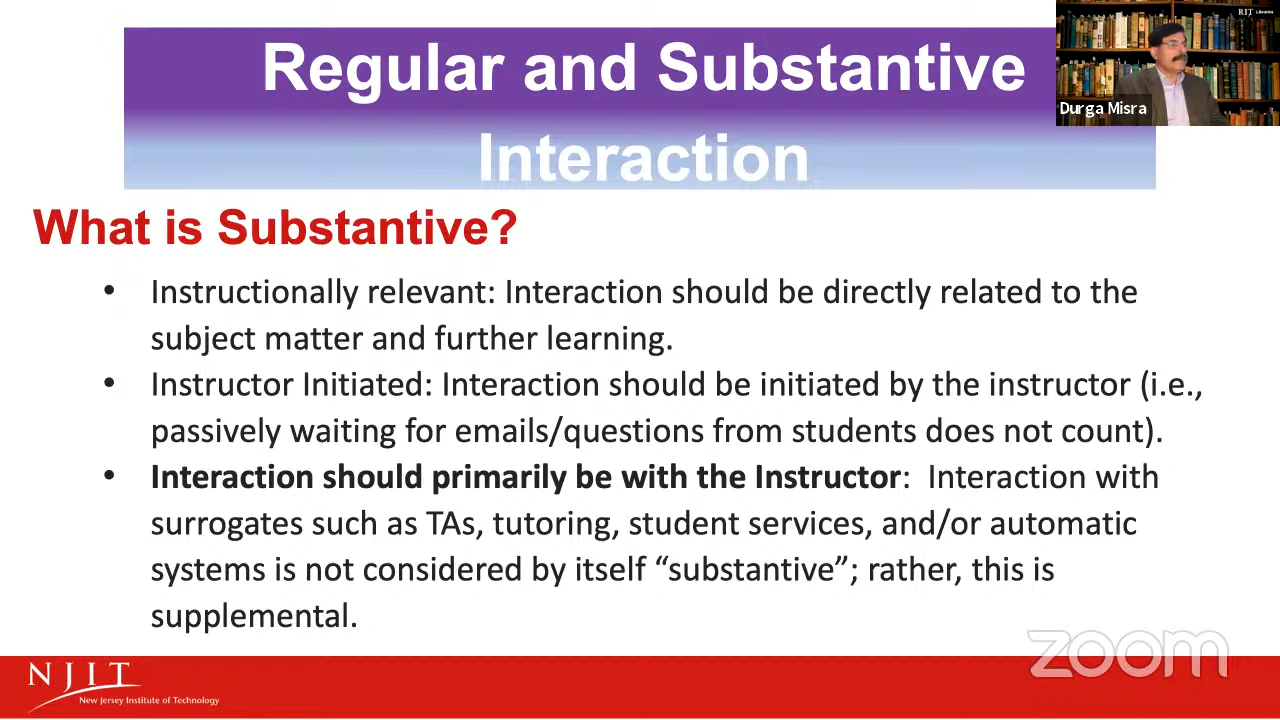 Regular and Substantive
Interaction
RIT Libraries
Durga Misra
What is Substantive?
• Instructionally relevant: Interaction should be directly related to the
subject matter and further learning.
• Instructor Initiated: Interaction should be initiated by the instructor (i.e.,
passively waiting for emails/questions from students does not count).
• Interaction should primarily be with the Instructor: Interaction with
surrogates such as TAs, tutoring, student services, and/or automatic
systems is not considered by itself “substantive”; rather, this is
supplemental.
zoom
NJIT
New Jersey Institute of Technology